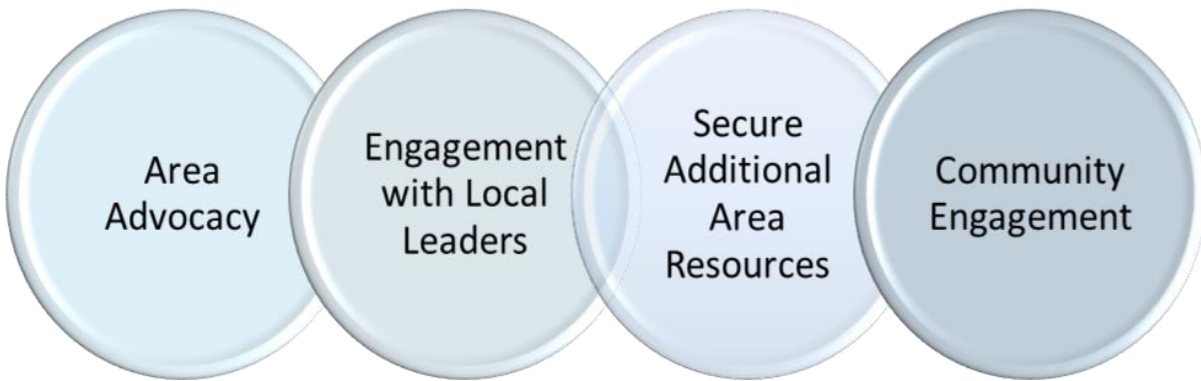 Area
Advocacy
Engagement
with Local
Leaders
Secure
Additional
Area
Resources
Community
Engagement